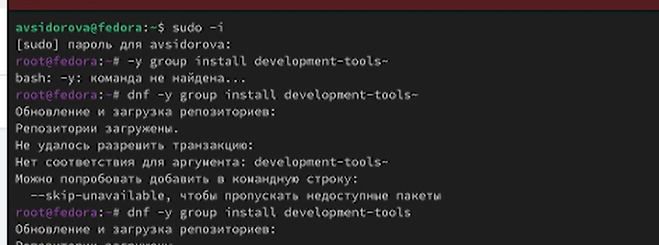 avsidorova@fedora:~$ sudo -i
[sudo] пароль для avsidorova:
root@fedora:~# -y group install development-tools~
bash: -y: команда не найдена...
root@fedora:~# dnf -y group install development-tools~
Обновление и загрузка репозиториев:
Репозитории загружены.
Не удалось разрешить транзакцию:
Нет соответствия для аргумента: development-tools~
Можно попробовать добавить в командную строку:
  --skip-unavailable, чтобы пропускать недоступные пакеты
root@fedora:~# dnf -y group install development-tools
Обновление и загрузка репозиториев:
Репозитории загружены.